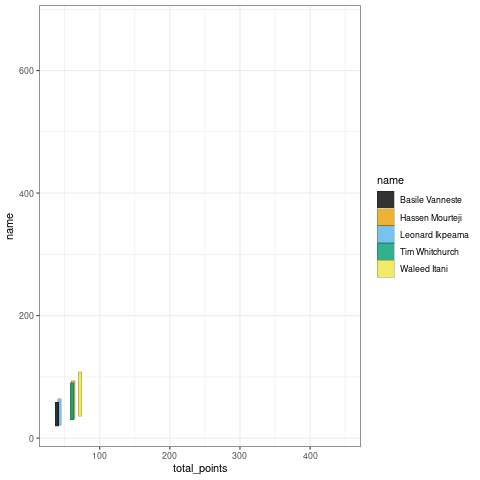 600
400
200
0
name
100
200
300
400
total_points
name
Basile Vanneste
Hassen Mourteji
Leonard Ikpeama
Tim Whitchurch
Waleed Itani